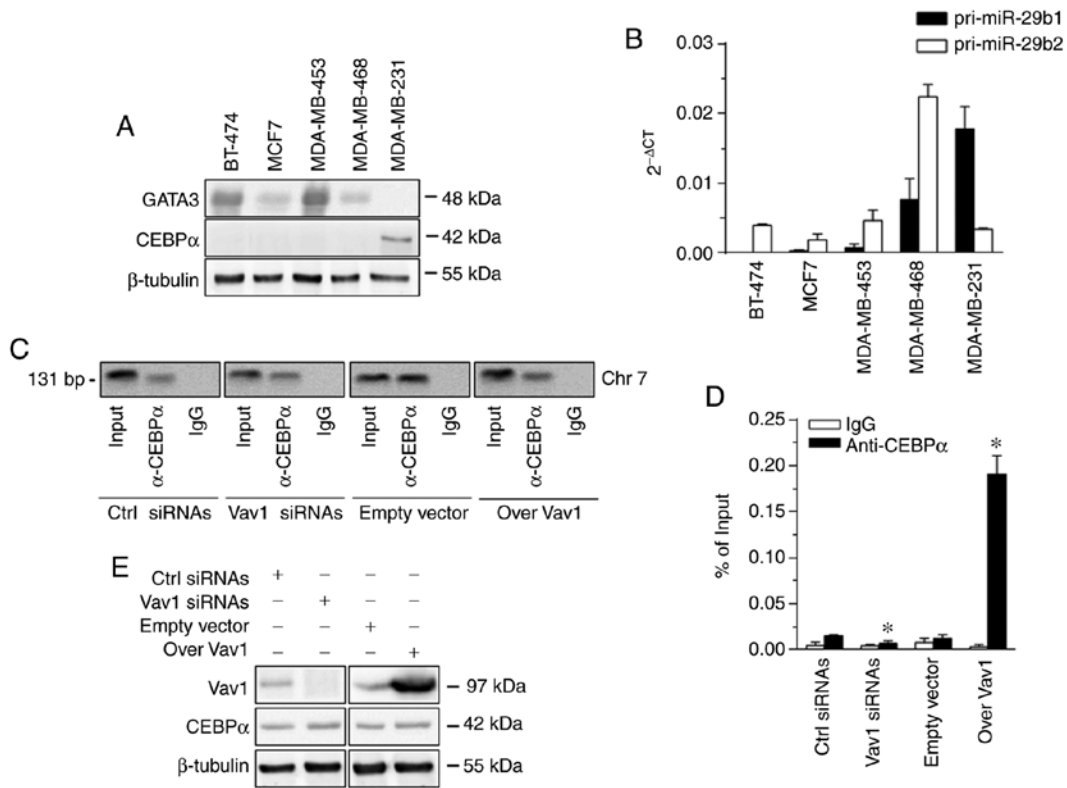 A
BT-474
MCF7
MDA-MB-453
MDA-MB-468
MDA-MB-231
GATA3
– 48 kDa
CEBPα
– 42 kDa
β-tubulin
– 55 kDa
B
pri-miR-29b1
pri-miR-29b2
2^−ΔCT
0.03
0.02
0.01
0.00
BT-474
MCF7
MDA-MB-453
MDA-MB-468
MDA-MB-231
C
131 bp -
Chr 7
Input
α-CEBPα
IgG
Input
α-CEBPα
IgG
Input
α-CEBPα
IgG
Input
α-CEBPα
IgG
Ctrl siRNAs
Vav1 siRNAs
Empty vector
Over Vav1
D
IgG
Anti-CEBPα
% of Input
0.25
0.20
0.15
0.10
0.05
0.00
*
*
Ctrl siRNAs
Vav1 siRNAs
Empty vector
Over Vav1
E
Ctrl siRNAs + – – –
Vav1 siRNAs – + – –
Empty vector – – + –
Over Vav1 – – – +
Vav1
– 97 kDa
CEBPα
– 42 kDa
β-tubulin
– 55 kDa